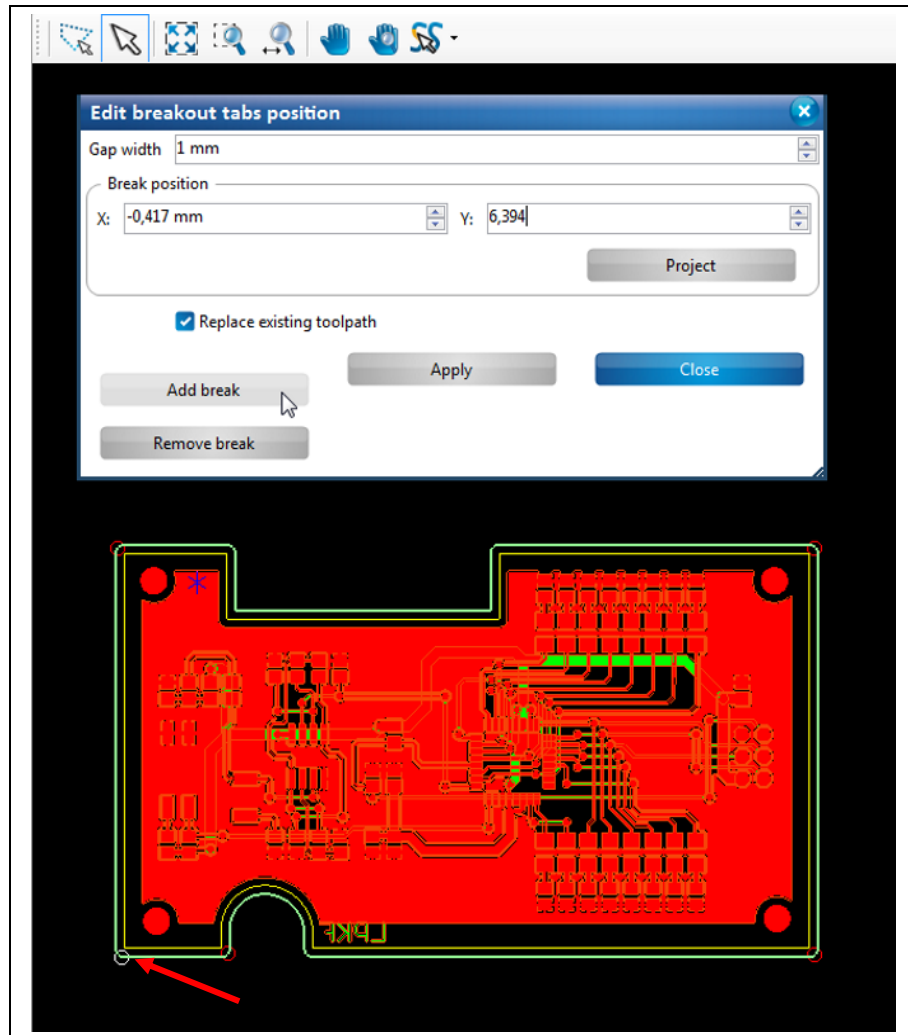 Edit breakout tabs position
Gap width 1 mm
Break position
X: -0,417 mm Y: 6,394
Project
Replace existing toolpath
Apply Close
Add break
Remove break
LPKF